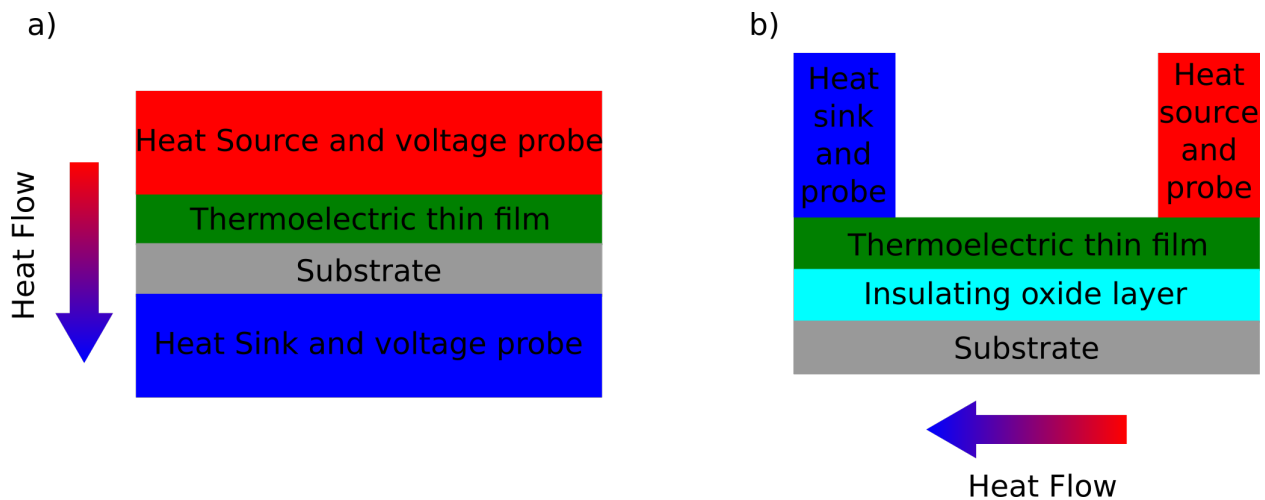 a)
Heat Source and voltage probe
Thermoelectric thin film
Substrate
Heat Sink and voltage probe
Heat Flow
b)
Heat
sink
and
probe
Heat
source
and
probe
Thermoelectric thin film
Insulating oxide layer
Substrate
Heat Flow